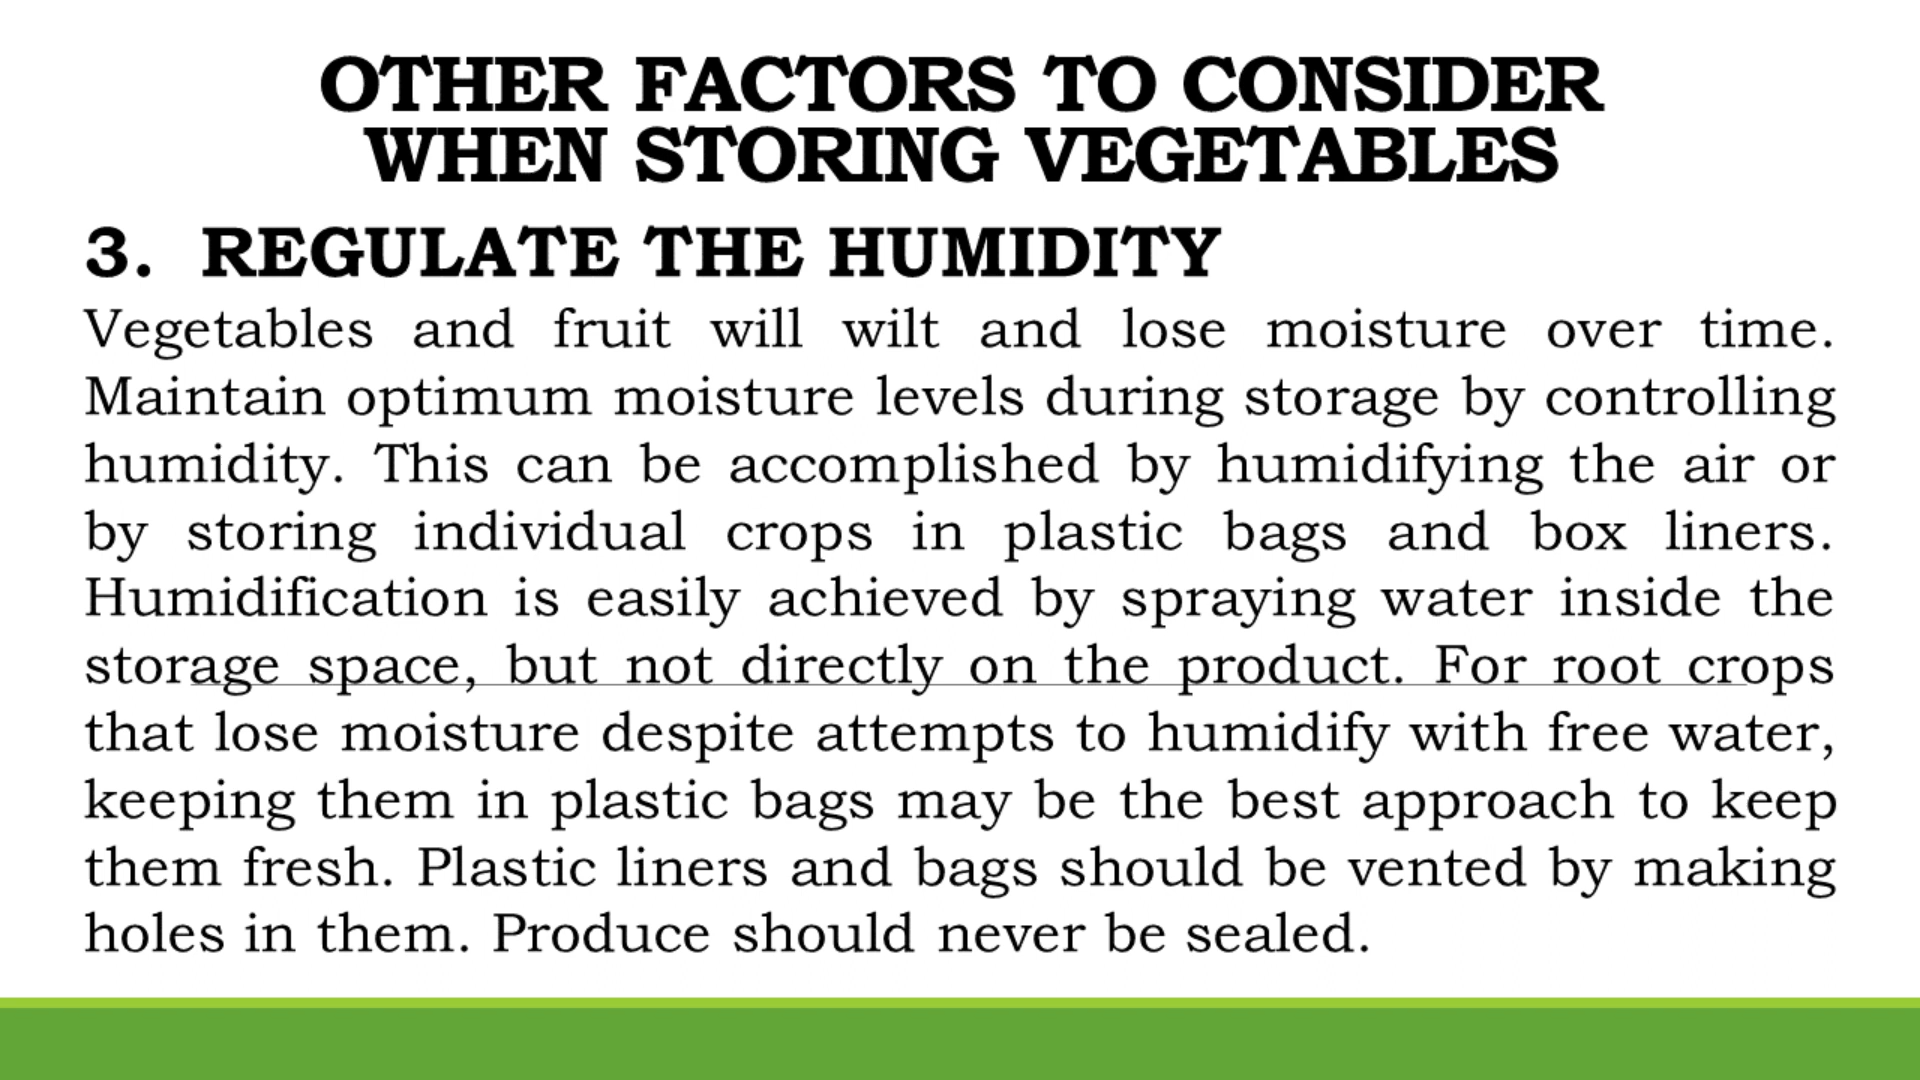 OTHER FACTORS TO CONSIDER
WHEN STORING VEGETABLES
3. REGULATE THE HUMIDITY
Vegetables and fruit will wilt and lose moisture over time.
Maintain optimum moisture levels during storage by controlling
humidity. This can be accomplished by humidifying the air or
by storing individual crops in plastic bags and box liners.
Humidification is easily achieved by spraying water inside the
storage space, but not directly on the product. For root crops
that lose moisture despite attempts to humidify with free water,
keeping them in plastic bags may be the best approach to keep
them fresh. Plastic liners and bags should be vented by making
holes in them. Produce should never be sealed.